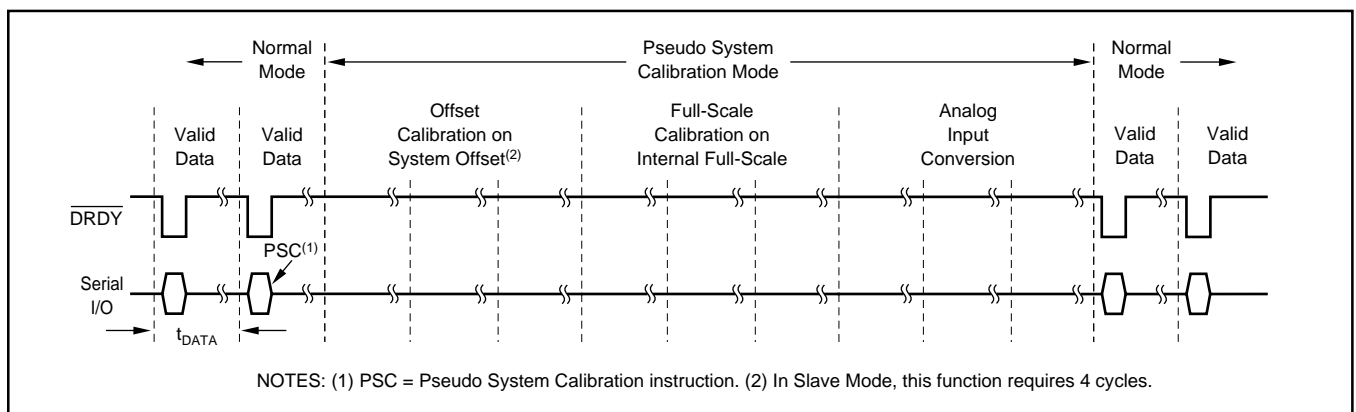 Normal
Mode
Pseudo System
Calibration Mode
Normal
Mode
Valid
Data
Valid
Data
Offset
Calibration on
System Offset(2)
Full-Scale
Calibration on
Internal Full-Scale
Analog
Input
Conversion
Valid
Data
Valid
Data
DRDY
PSC(1)
Serial
I/O
tDATA
NOTES: (1) PSC = Pseudo System Calibration instruction. (2) In Slave Mode, this function requires 4 cycles.